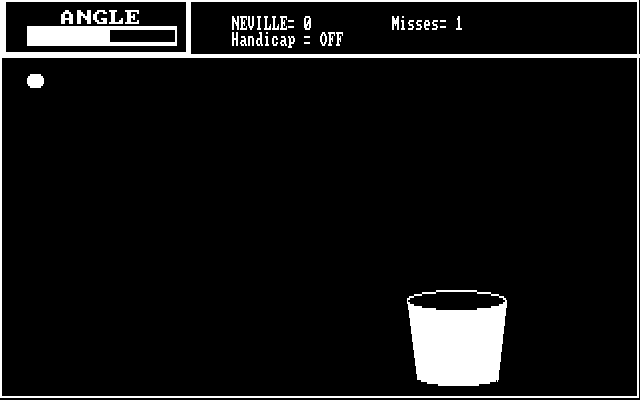 ANGLE
NEVILLE= 0 Misses= 1
Handicap = OFF